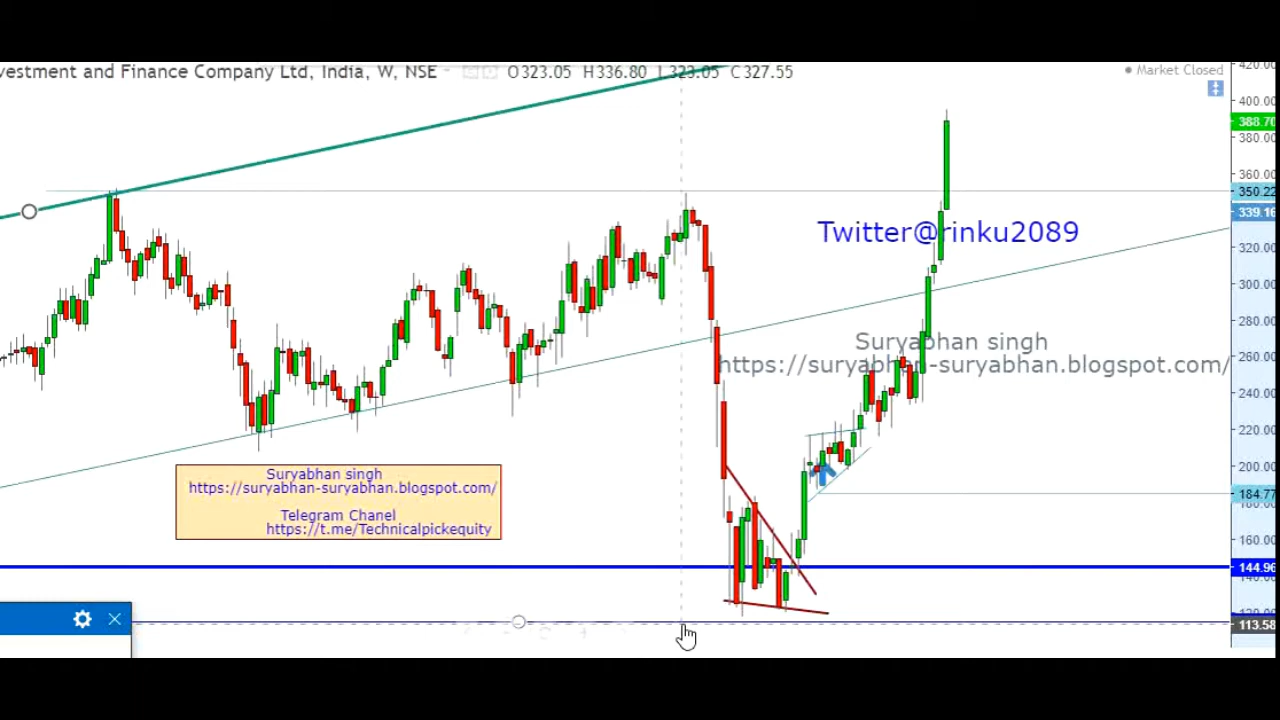 vestment and Finance Company Ltd, India, W, NSE O323.05 H336.80 L323.05 C327.55
Market Closed
420.00
400.00
388.70
380.00
360.00
350.22
339.16
Twitter@rinku2089
320.00
300.00
280.00
Suryabhan singh
260.00
https://suryabhan-suryabhan.blogspot.com/
240.00
220.00
200.00
Suryabhan singh
https://suryabhan-suryabhan.blogspot.com/
184.77
180.00
Telegram Chanel
https://t.me/Technicalpickequity
160.00
144.96
140.00
120.00
113.58